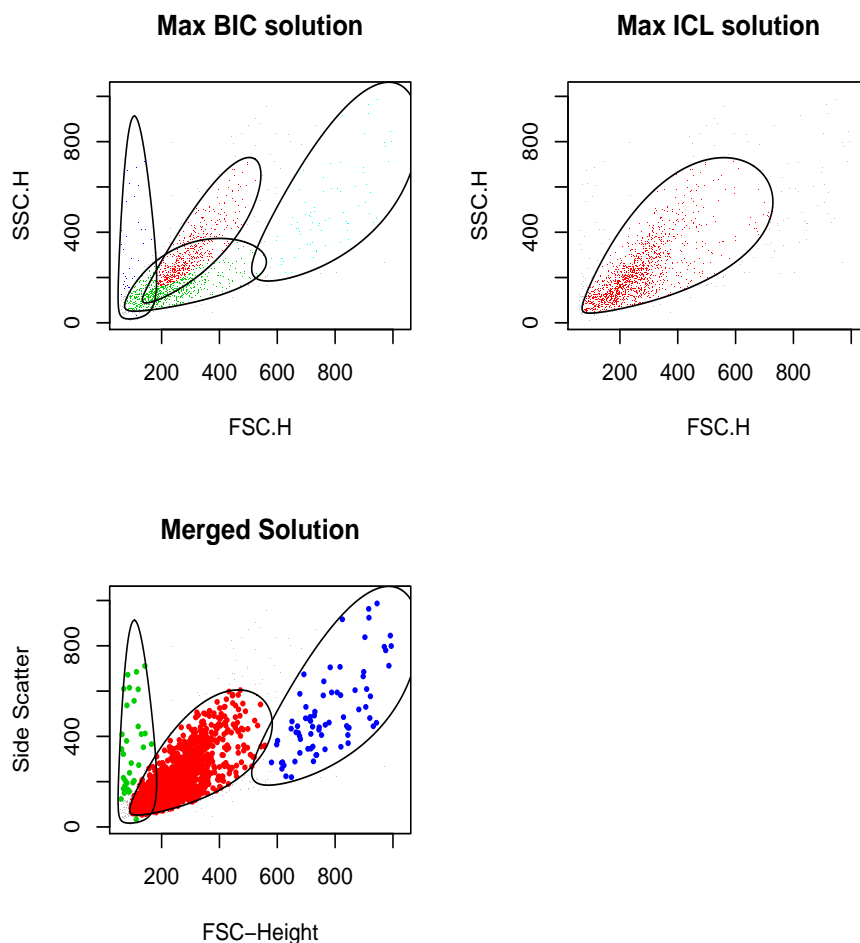 Max BIC solution
SSC.H
0 400 800
200 400 600 800
FSC.H
Max ICL solution
SSC.H
0 400 800
200 400 600 800
FSC.H
Merged Solution
Side Scatter
0 400 800
200 400 600 800
FSC−Height